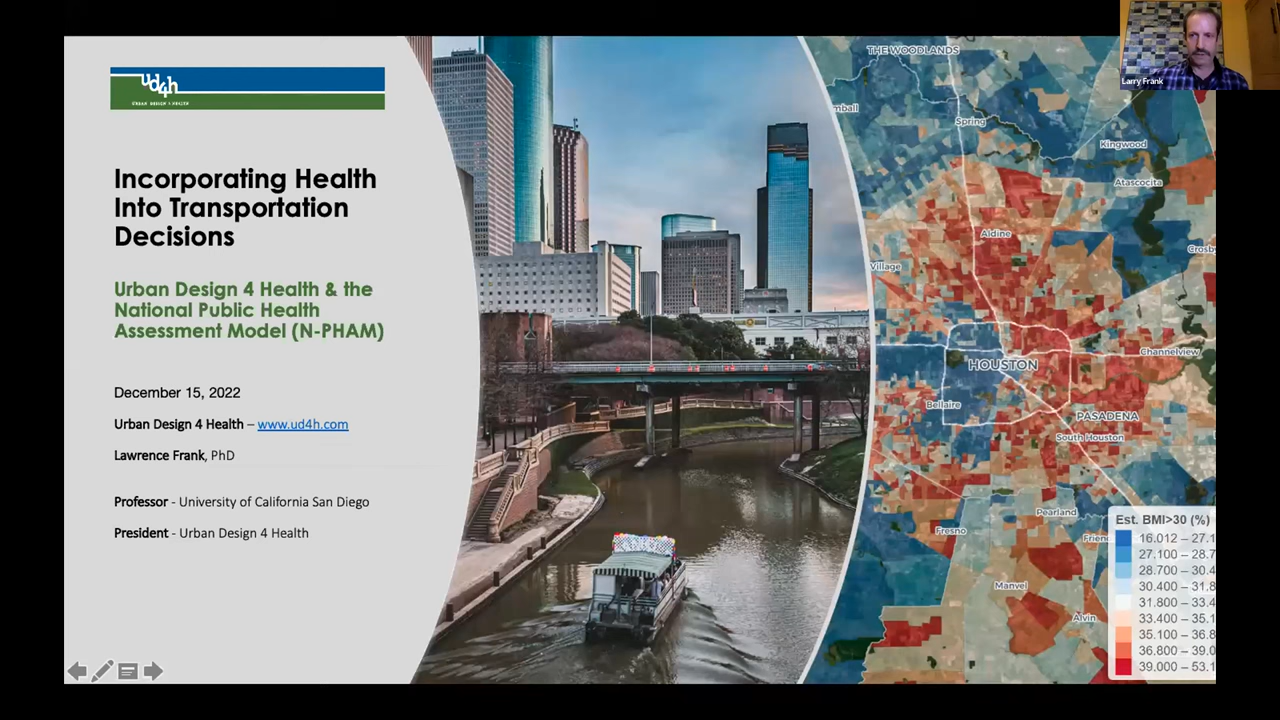 ud4h
URBAN DESIGN 4 HEALTH
Incorporating Health
Into Transportation
Decisions
Urban Design 4 Health & the
National Public Health
Assessment Model (N-PHAM)
December 15, 2022
Urban Design 4 Health – www.ud4h.com
Lawrence Frank, PhD
Professor - University of California San Diego
President - Urban Design 4 Health
THE WOODLANDS
mball
Spring
Kingwood
Atascocita
Aldine
Crosby
Village
Channelview
HOUSTON
Bellaire
PASADENA
South Houston
Pearland
Fresno
Frien
Manvel
Alvin
Est. BMI>30 (%)
16.012 – 27.1
27.100 – 28.7
28.700 – 30.4
30.400 – 31.8
31.800 – 33.4
33.400 – 35.1
35.100 – 36.8
36.800 – 39.0
39.000 – 53.1
Larry Frank